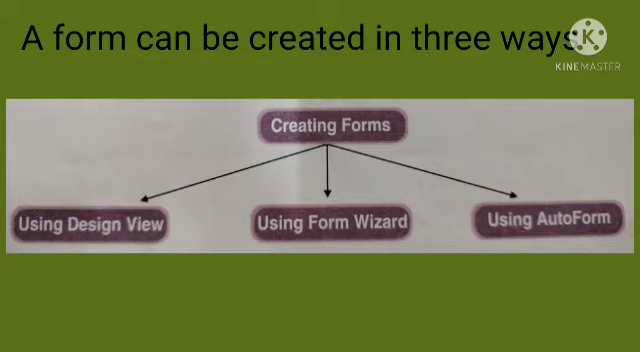 A form can be created in three ways
K
KINEMASTER
Creating Forms
Using Design View
Using Form Wizard
Using AutoForm